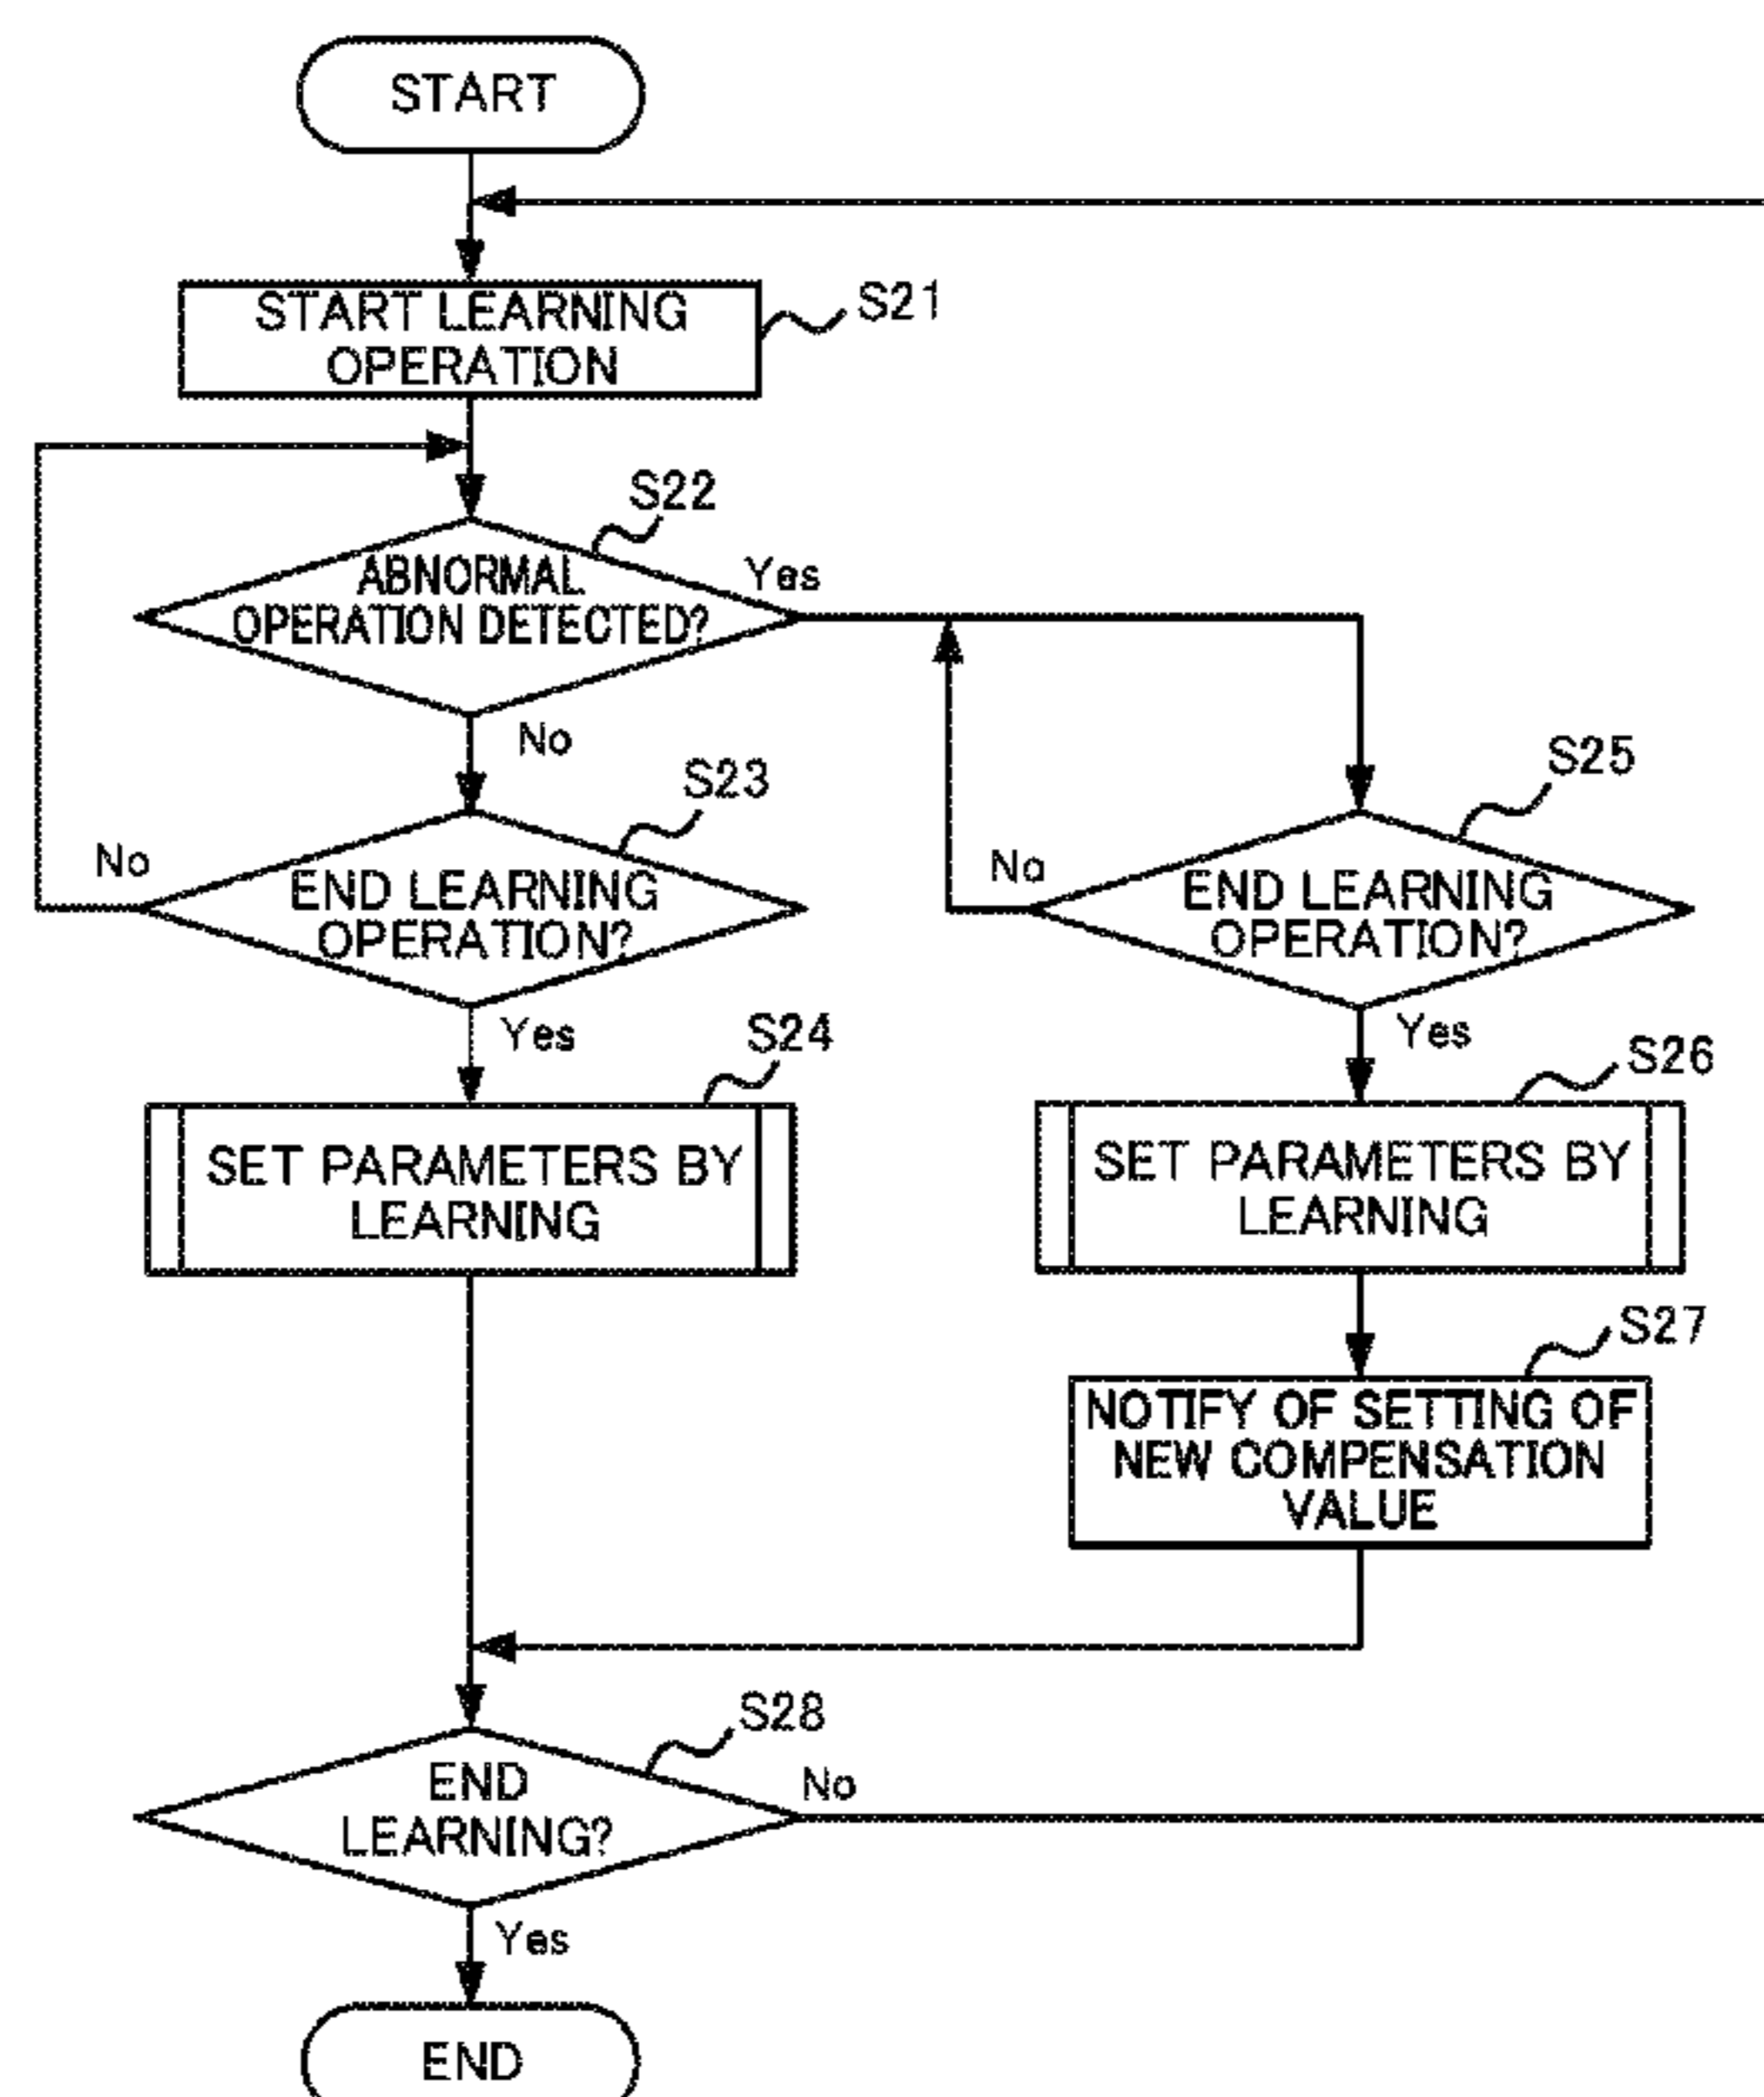 START
START LEARNING
OPERATION
S21
S22
ABNORMAL
OPERATION DETECTED?
Yes
No
S23
END LEARNING
OPERATION?
No
Yes
S24
SET PARAMETERS BY
LEARNING
S25
END LEARNING
OPERATION?
No
Yes
S26
SET PARAMETERS BY
LEARNING
S27
NOTIFY OF SETTING OF
NEW COMPENSATION
VALUE
S28
END
LEARNING?
No
Yes
END